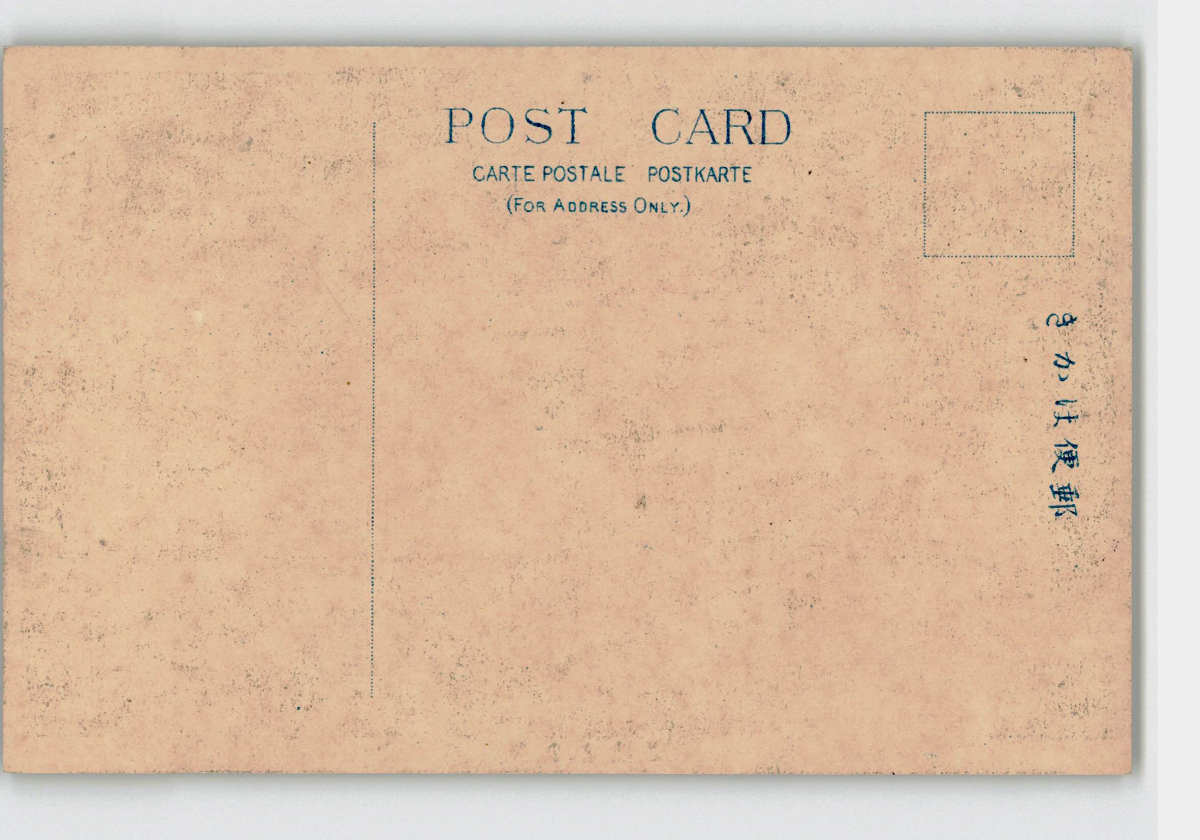 POST CARD
CARTE POSTALE POSTKARTE
(FOR ADDRESS ONLY.)
郵便はかき